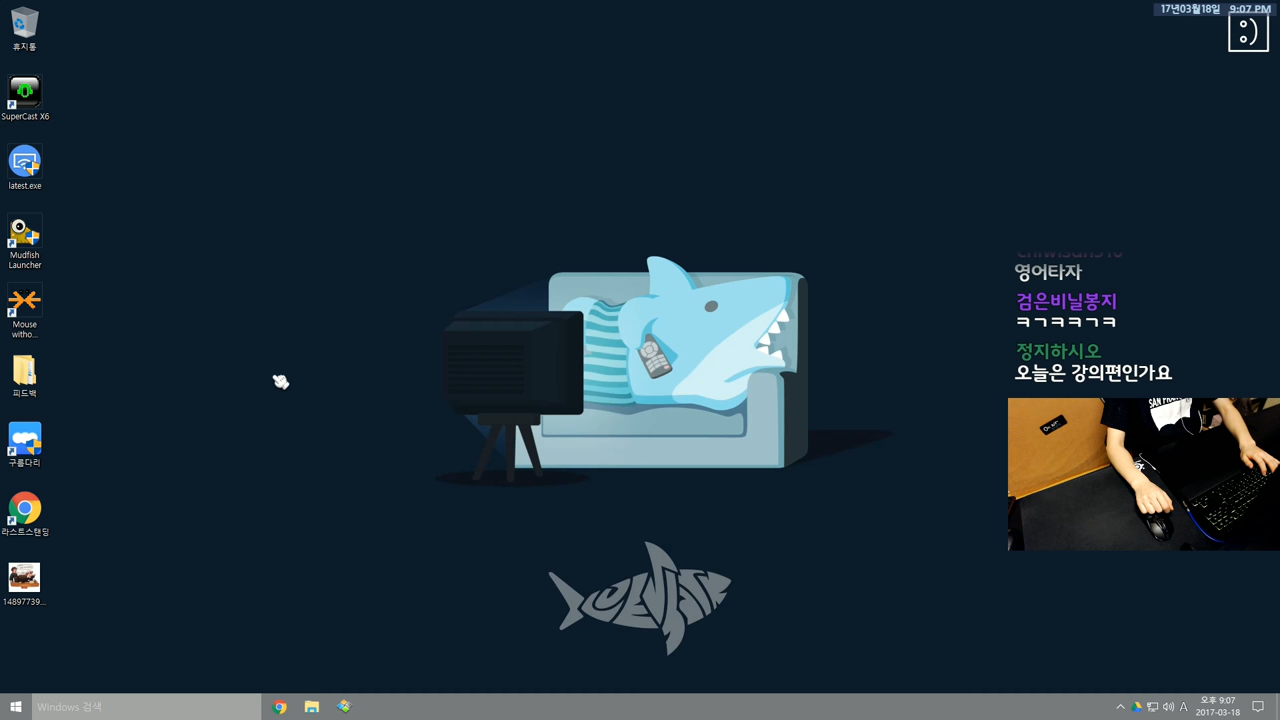 17년03월18일 9:07 PM
:)
휴지통
SuperCast X6
latest.exe
Mudfish
Launcher
Mouse
witho...
피드백
구름다리
라스트스탠딩
14897739...
영어타자
검은비닐봉지
ㅋㄱㅋㅋㄱㅋ
정지하시오
오늘은 강의편인가요
SAN FRANC
Windows 검색
A
오후 9:07
2017-03-18